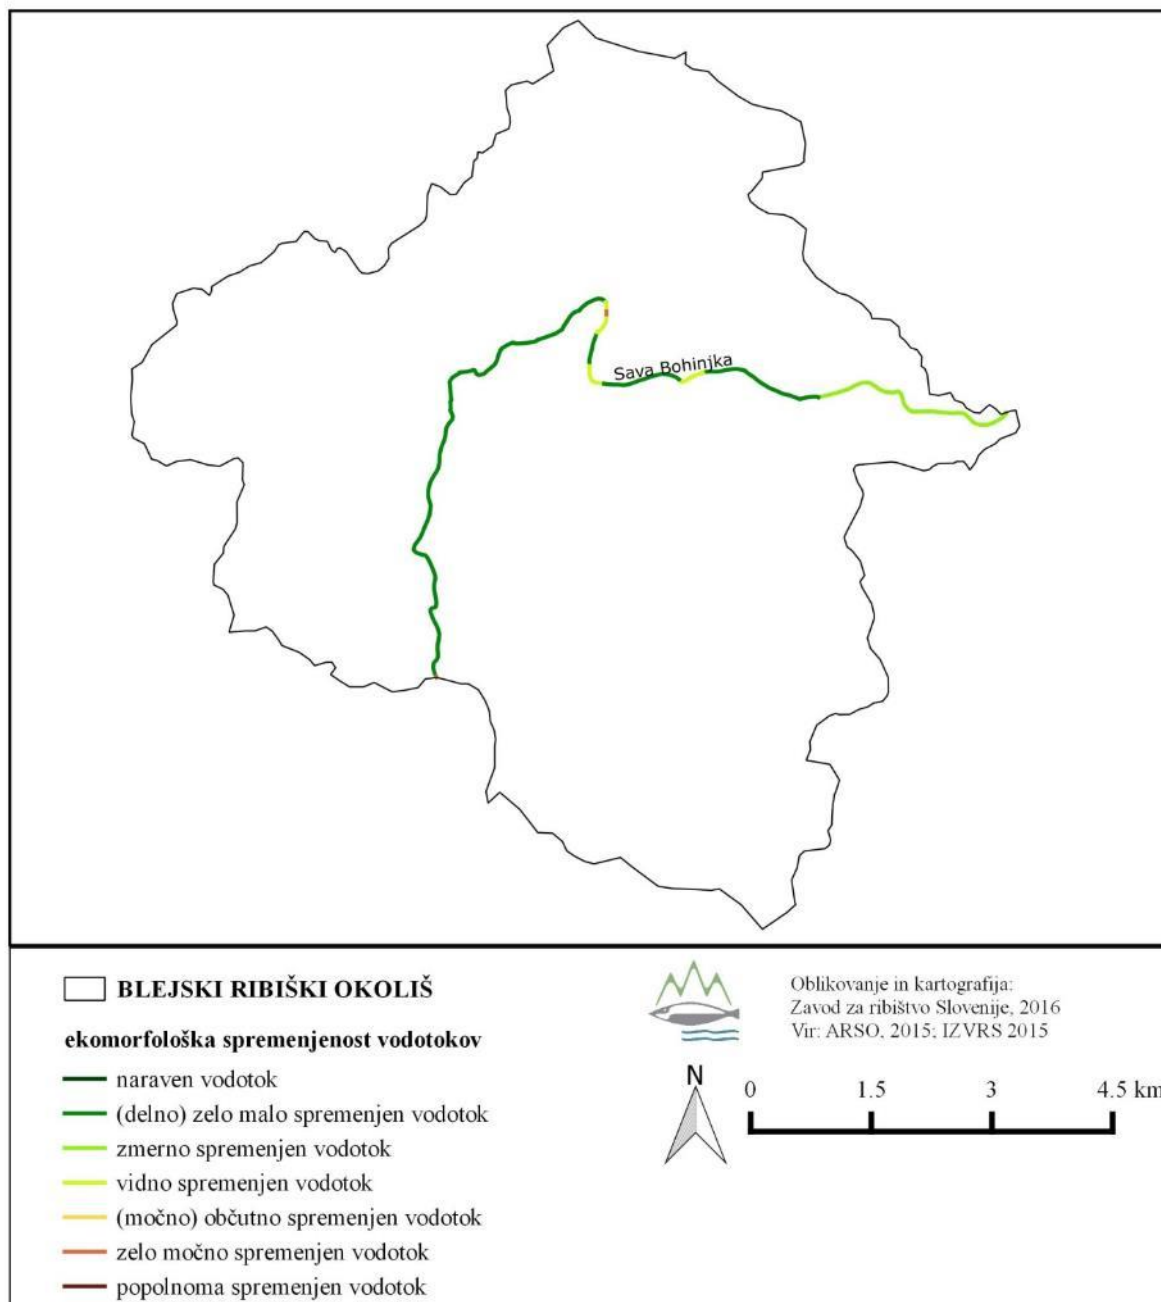 Sava Bohinjka
BLEJSKI RIBIŠKI OKOLIŠ
ekomorfološka spremenjenost vodotokov
naraven vodotok
(delno) zelo malo spremenjen vodotok
zmerno spremenjen vodotok
vidno spremenjen vodotok
(močno) občutno spremenjen vodotok
zelo močno spremenjen vodotok
popolnoma spremenjen vodotok
Oblikovanje in kartografija:
Zavod za ribištvo Slovenije, 2016
Vir: ARSO, 2015; IZVRS 2015
N
0 1.5 3 4.5 km